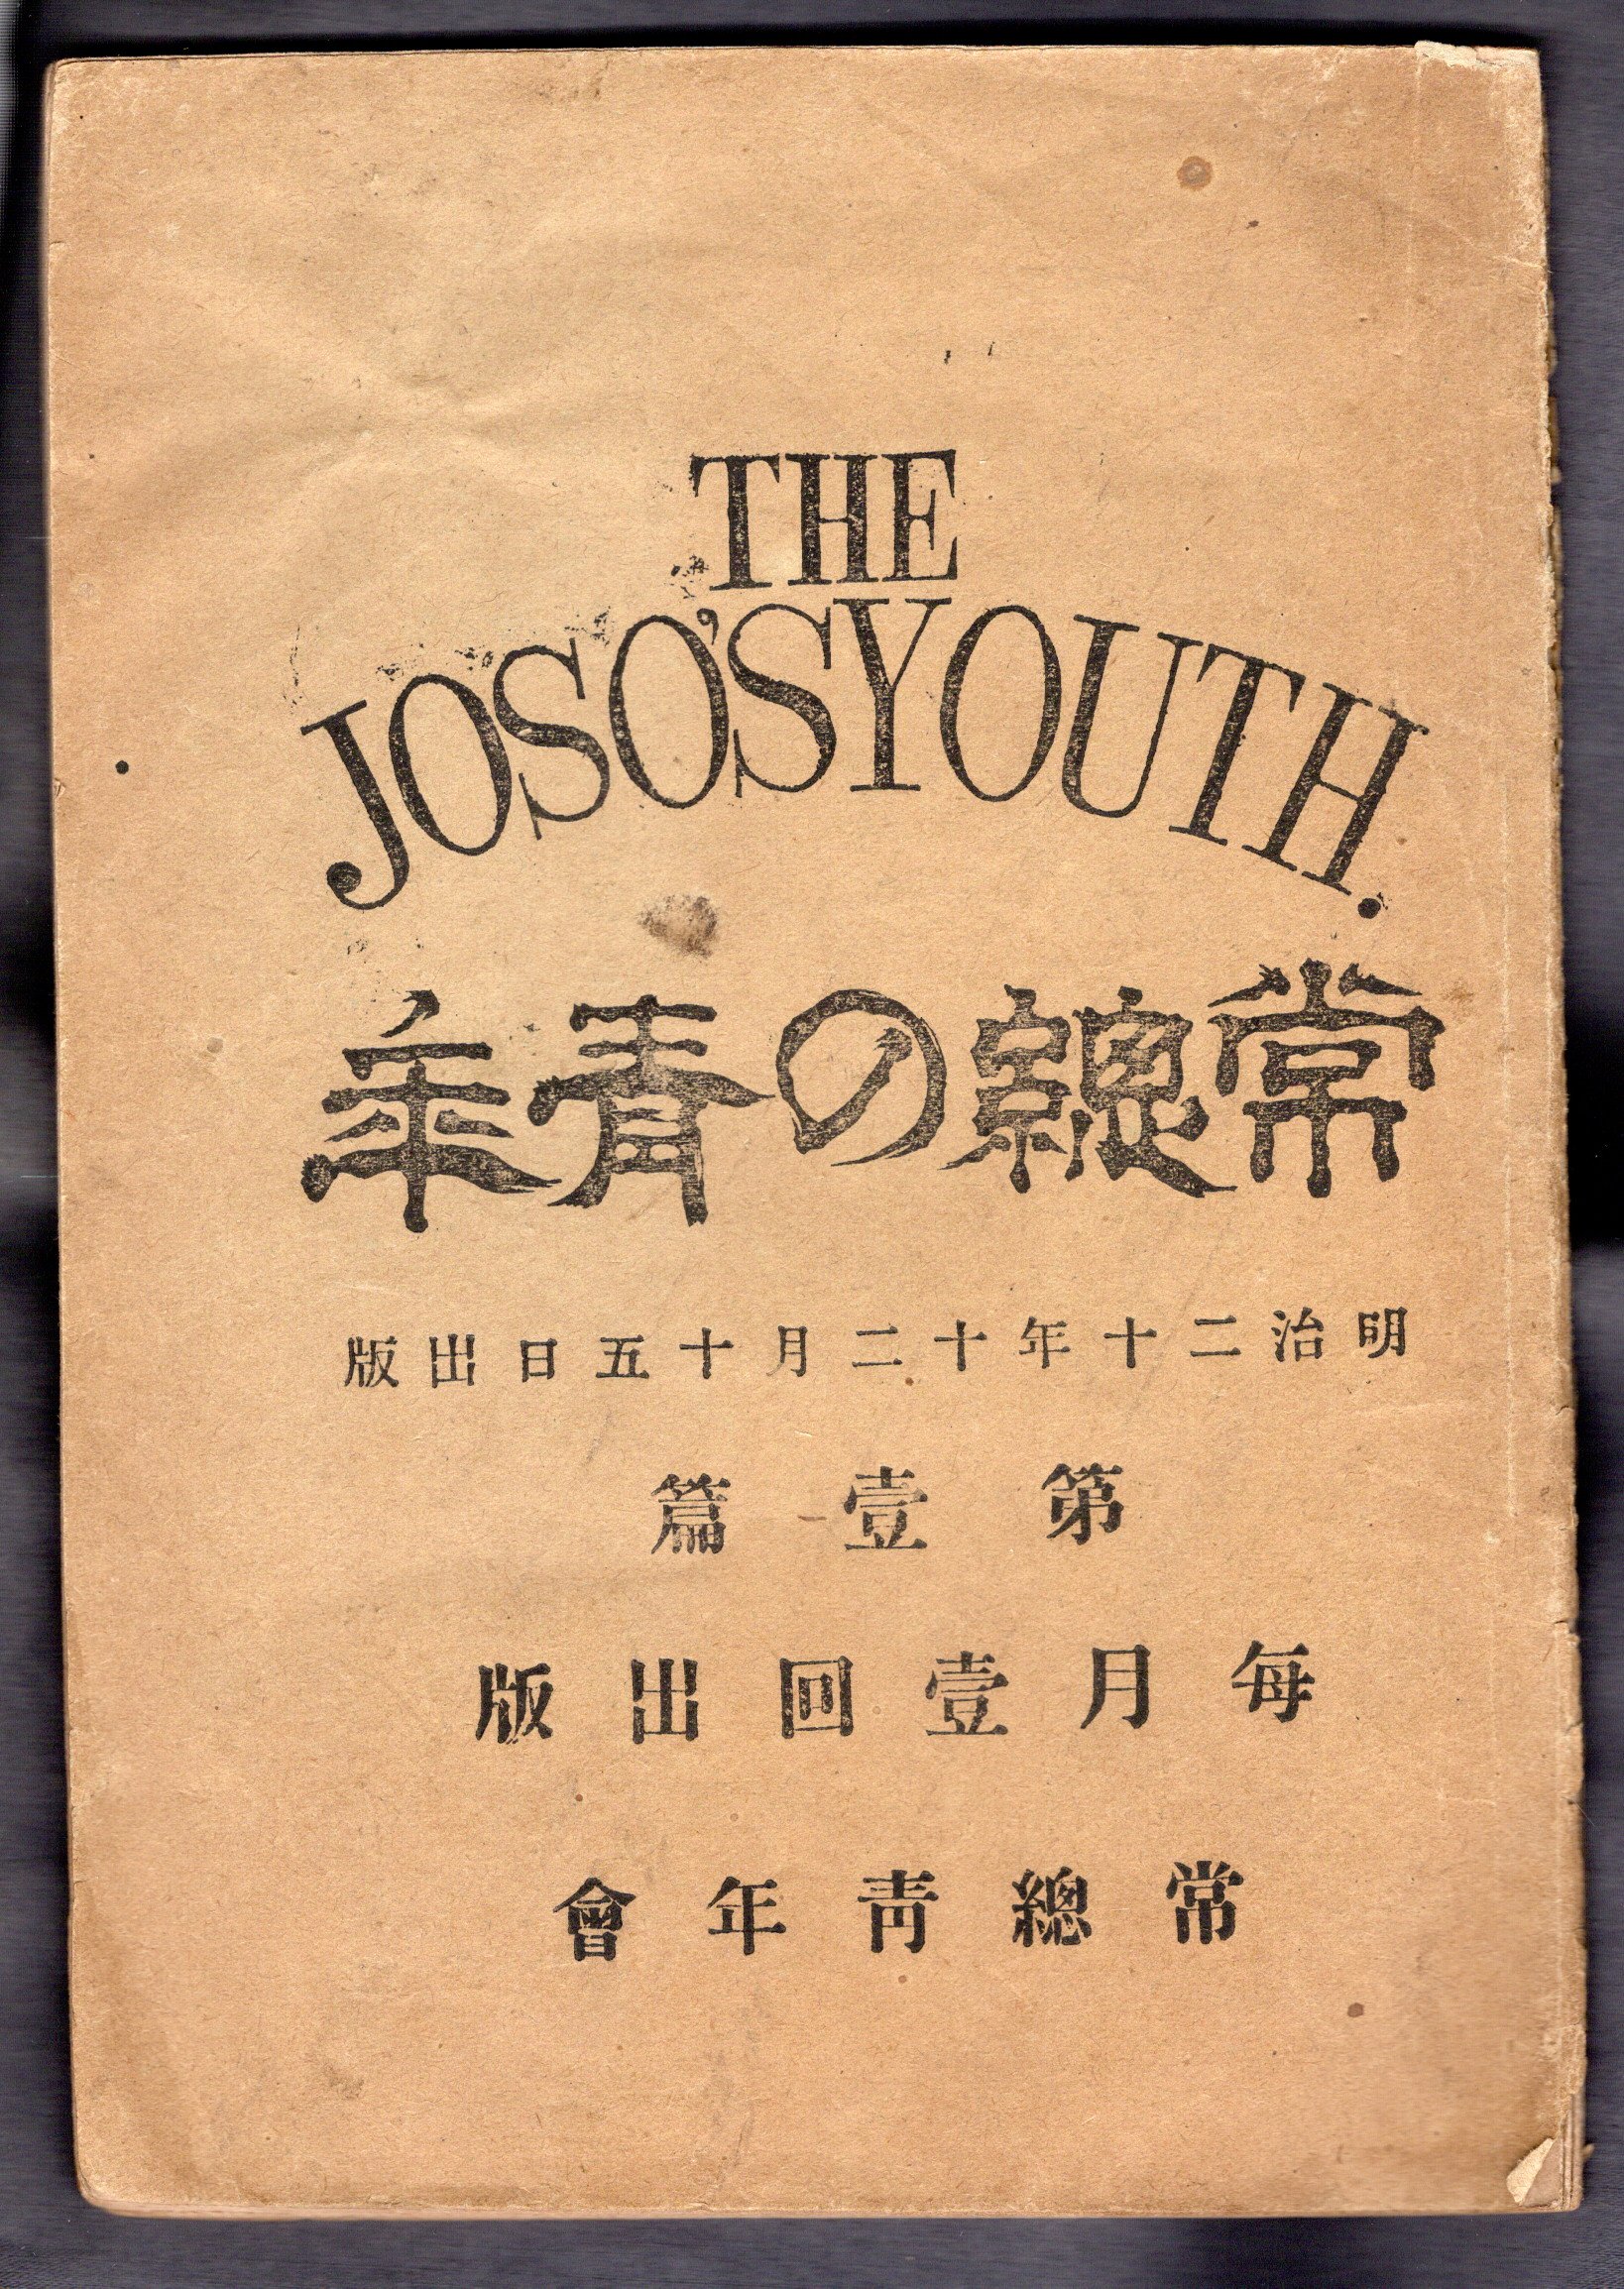 THE
JOSO'S YOUTH.
常總の青年
明治二十年十二月十五日出版
第壹篇
毎月壹回出版
常總青年會